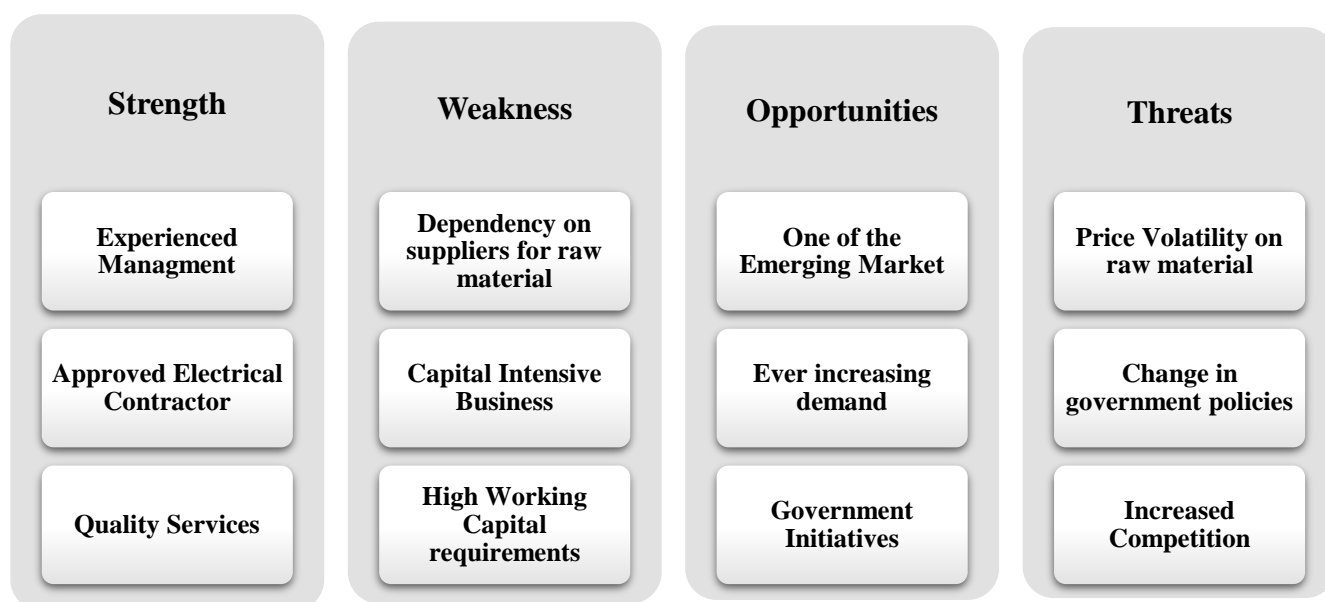 Strength
Experienced
Managment
Approved Electrical
Contractor
Quality Services
Weakness
Dependency on
suppliers for raw
material
Capital Intensive
Business
High Working
Capital
requirements
Opportunities
One of the
Emerging Market
Ever increasing
demand
Government
Initiatives
Threats
Price Volatility on
raw material
Change in
government policies
Increased
Competition